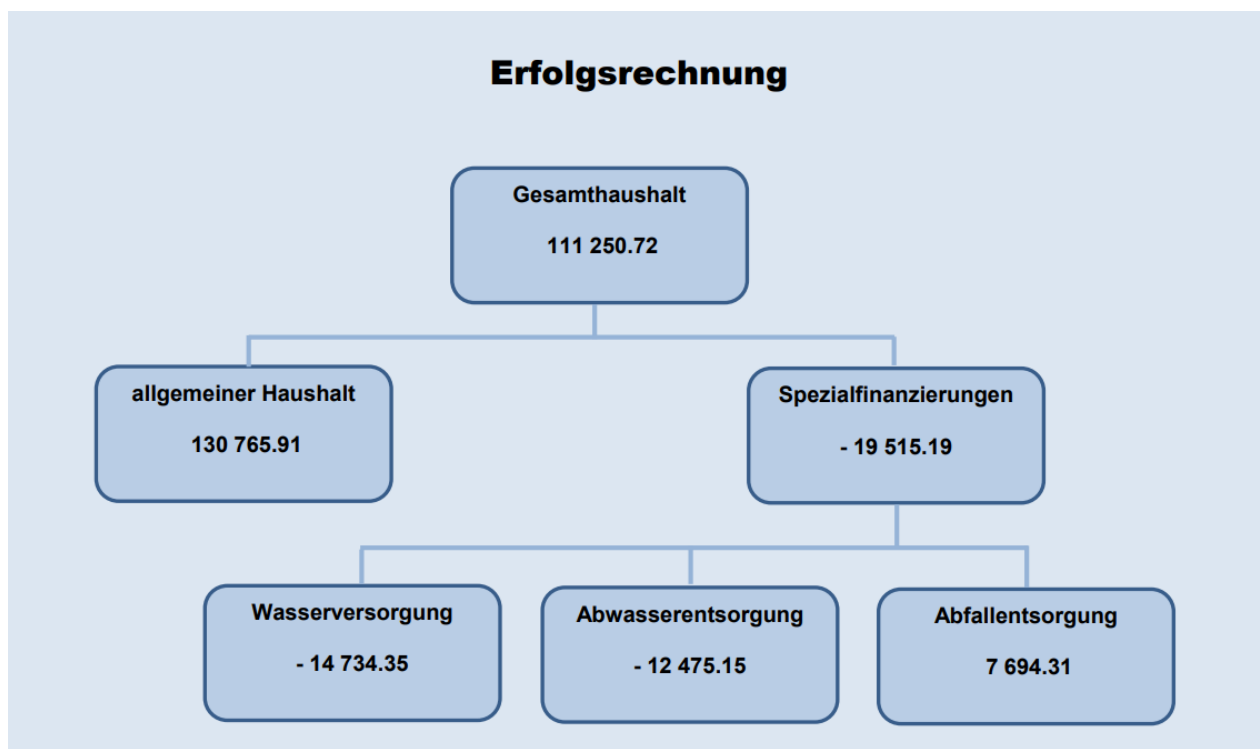 Erfolgsrechnung
Gesamthaushalt
111 250.72
allgemeiner Haushalt
130 765.91
Spezialfinanzierungen
- 19 515.19
Wasserversorgung
- 14 734.35
Abwasserentsorgung
- 12 475.15
Abfallentsorgung
7 694.31